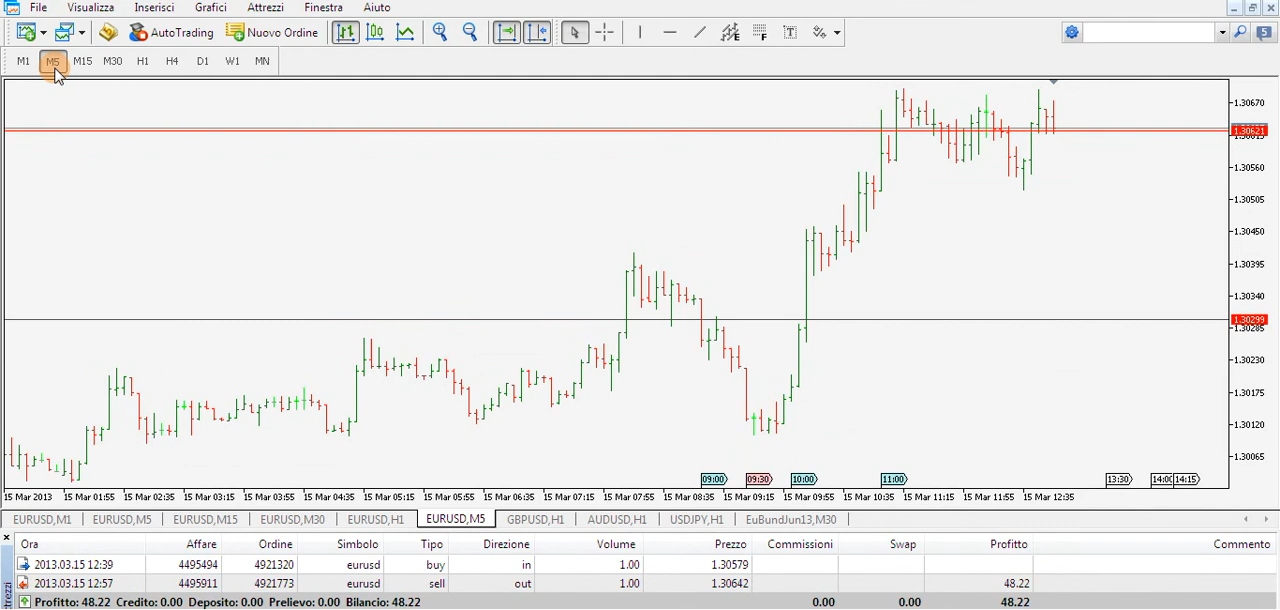 File Visualizza Inserisci Grafici Attrezzi Finestra Aiuto
AutoTrading Nuovo Ordine 5
M1 M5 M15 M30 H1 H4 D1 W1 MN
1.30670
1.30621
1.30560
1.30505
1.30450
1.30395
1.30340
1.30299
1.30285
1.30230
1.30175
1.30120
1.30065
09:00 09:30 10:00 11:00 13:30 14:15
15 Mar 2013 15 Mar 01:55 15 Mar 02:35 15 Mar 03:15 15 Mar 03:55 15 Mar 04:35 15 Mar 05:15 15 Mar 05:55 15 Mar 06:35 15 Mar 07:15 15 Mar 07:55 15 Mar 08:35 15 Mar 09:15 15 Mar 09:55 15 Mar 10:35 15 Mar 11:15 15 Mar 11:55 15 Mar 12:35
EURUSD,M1 EURUSD,M5 EURUSD,M15 EURUSD,M30 EURUSD,H1 EURUSD,M5 GBPUSD,H1 AUDUSD,H1 USDJPY,H1 EuBundJun13,M30
Ora Affare Ordine Simbolo Tipo Direzione Volume Prezzo Commissioni Swap Profitto Commento
2013.03.15 12:39 4495494 4921320 eurusd buy in 1.00 1.30579
2013.03.15 12:57 4495911 4921773 eurusd sell out 1.00 1.30642 48.22
Profitto: 48.22 Credito: 0.00 Deposito: 0.00 Prelievo: 0.00 Bilancio: 48.22 0.00 0.00 48.22